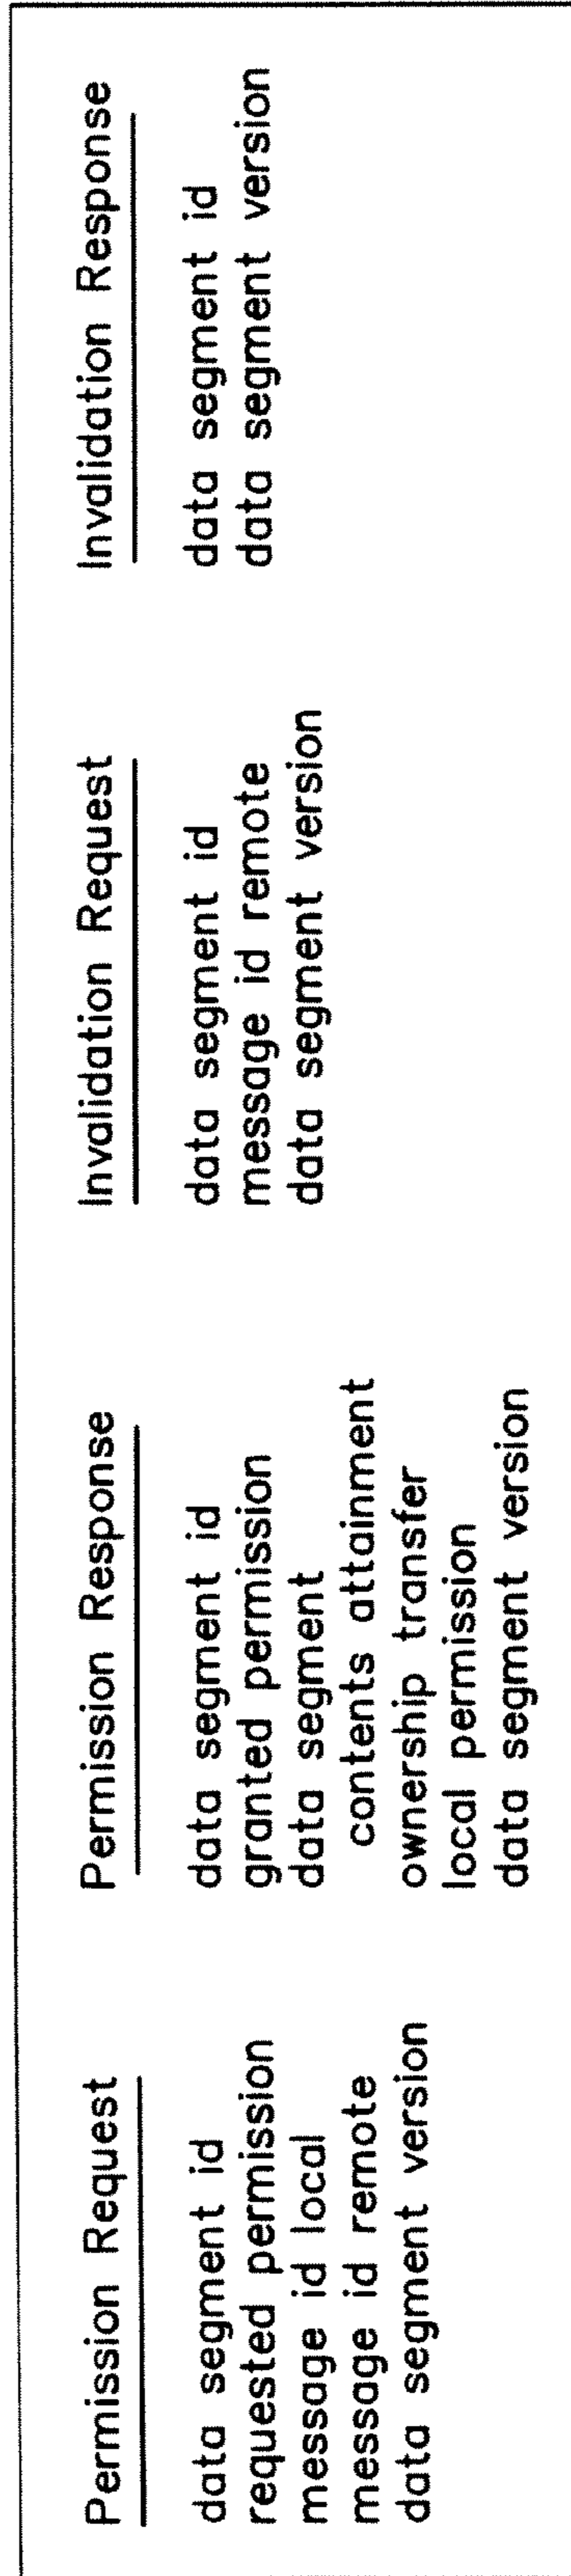 Permission Request
data segment id
requested permission
message id local
message id remote
data segment version
Permission Response
data segment id
granted permission
data segment
contents attainment
ownership transfer
local permission
data segment version
Invalidation Request
data segment id
message id remote
data segment version
Invalidation Response
data segment id
data segment version